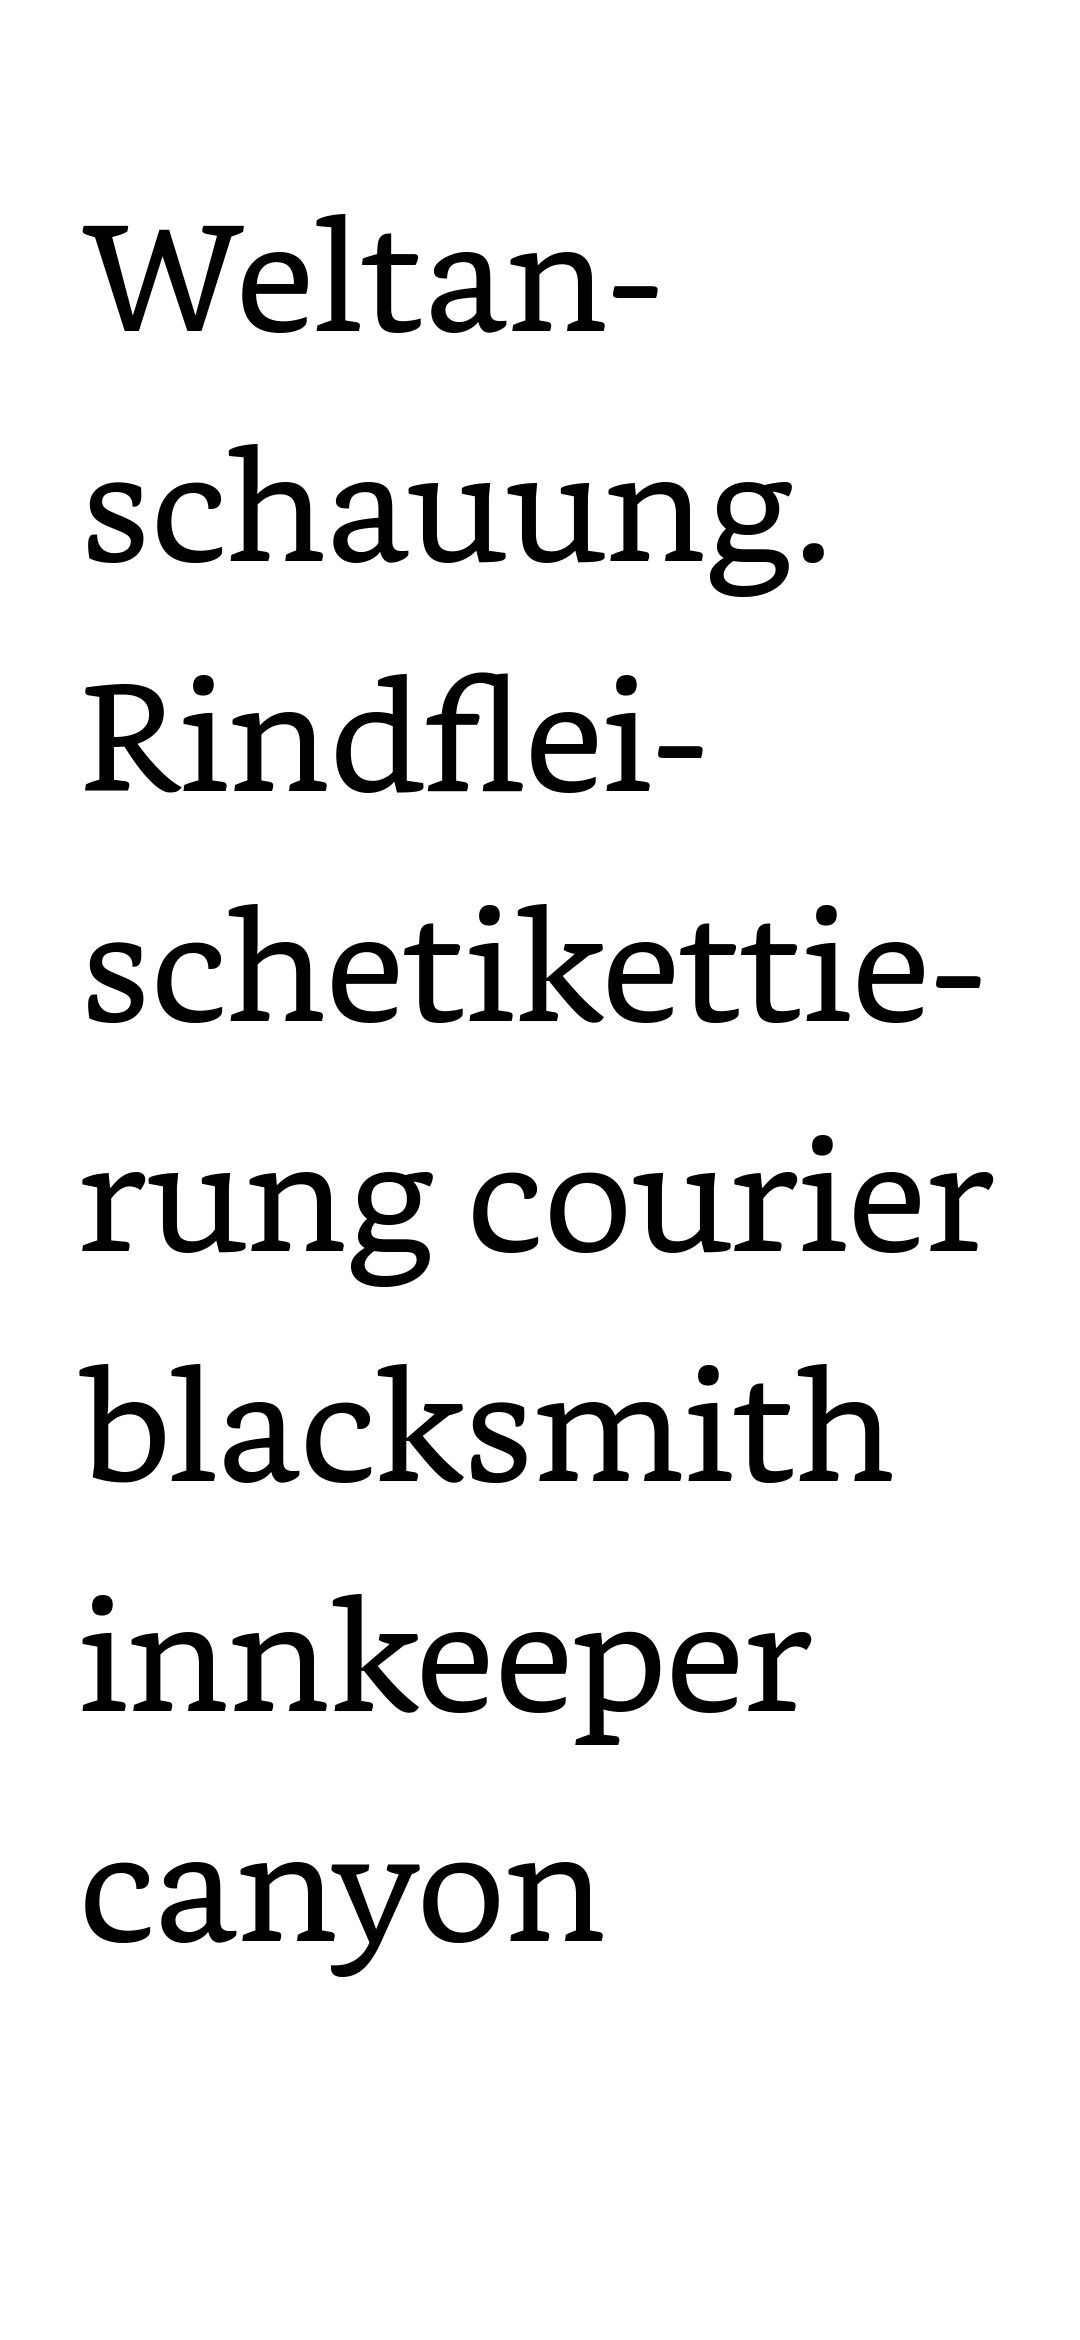 Weltan-
schauung.
Rindflei-
schetikettie-
rung courier
blacksmith
innkeeper
canyon